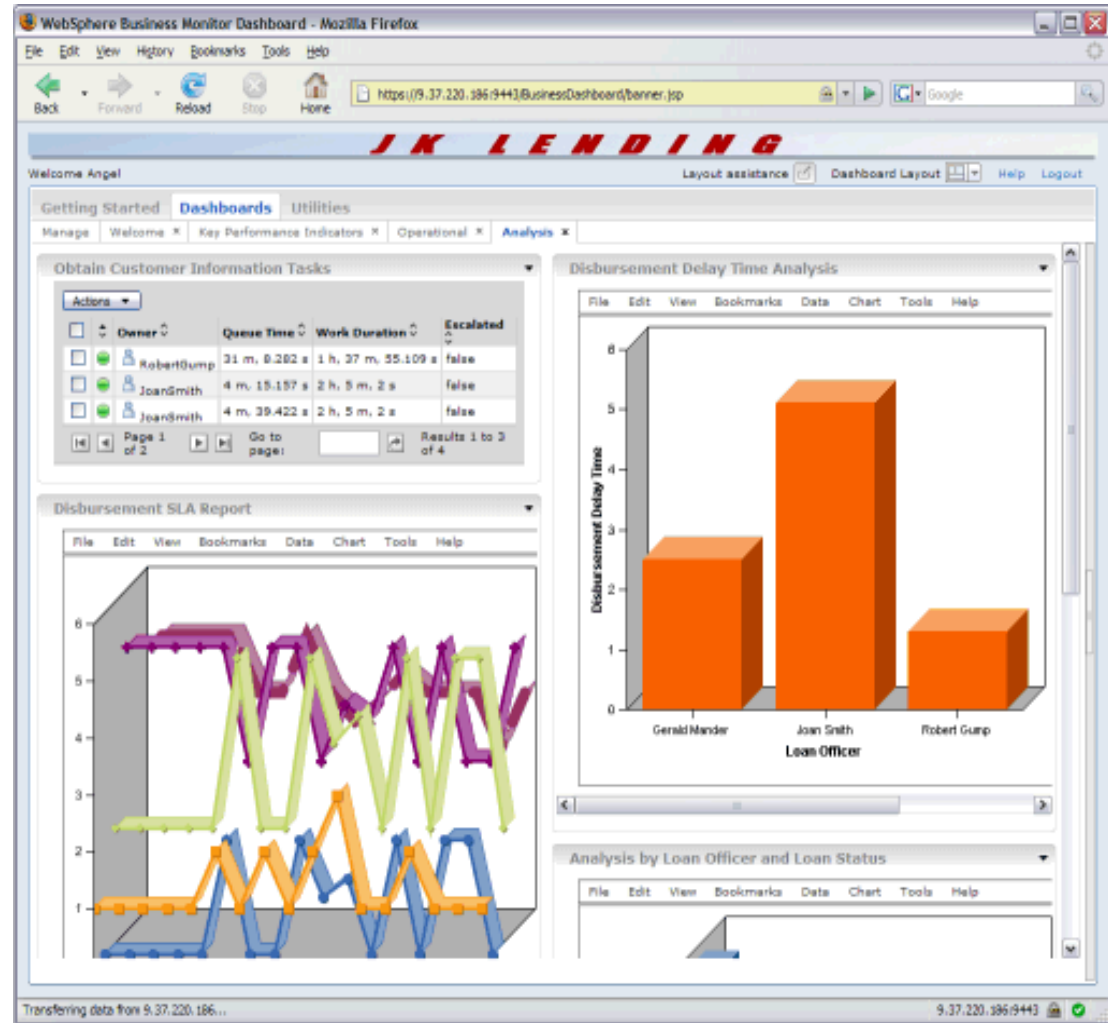 WebSphere Business Monitor Dashboard - Mozilla Firefox
File Edit View History Bookmarks Tools Help
Back Forward Reload Stop Home https://9.37.220.186:9443/BusinessDashboard/banner.jsp Google
JK LENDING
Welcome Angel Layout assistance Dashboard Layout Help Logout
Getting Started Dashboards Utilities
Manage Welcome × Key Performance Indicators × Operational × Analysis ×
Obtain Customer Information Tasks
Actions
Owner Queue Time Work Duration Escalated
RobertGump 31 m, 8.282 s 1 h, 37 m, 55.109 s false
JoanSmith 4 m, 15.157 s 2 h, 5 m, 2 s false
JoanSmith 4 m, 39.422 s 2 h, 5 m, 2 s false
Page 1 of 2 Go to page: Results 1 to 3 of 4
Disbursement SLA Report
File Edit View Bookmarks Data Chart Tools Help
6
5
4
3
2
1
Disbursement Delay Time Analysis
File Edit View Bookmarks Data Chart Tools Help
6
5
4
3
2
1
0
Disbursement Delay Time
Gerald Mander Joan Smith Robert Gump
Loan Officer
Analysis by Loan Officer and Loan Status
File Edit View Bookmarks Data Chart Tools Help
Transferring data from 9.37.220.186... 9.37.220.186:9443